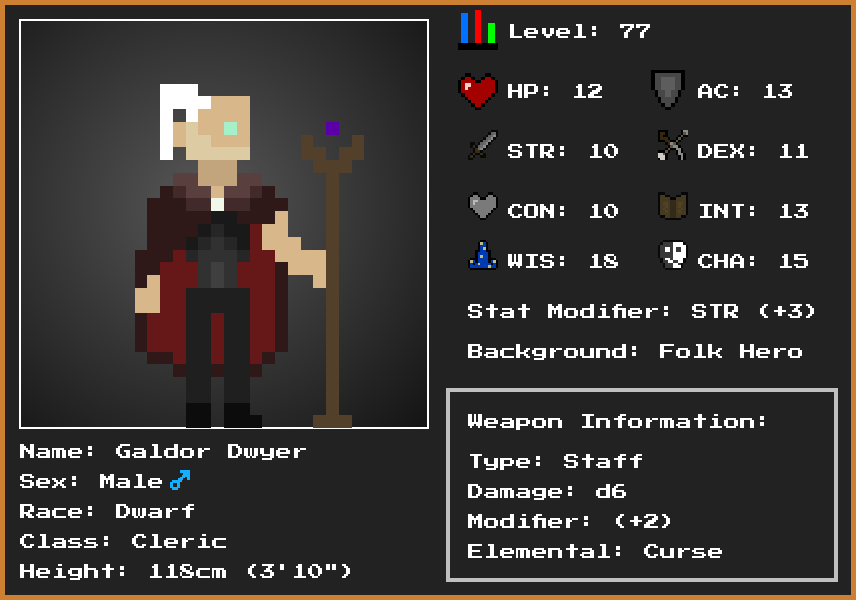 Level: 77
HP: 12
AC: 13
STR: 10
DEX: 11
CON: 10
INT: 13
WIS: 18
CHA: 15
Stat Modifier: STR (+3)
Background: Folk Hero
Weapon Information:
Type: Staff
Damage: d6
Modifier: (+2)
Elemental: Curse
Name: Galdor Dwyer
Sex: Male♂
Race: Dwarf
Class: Cleric
Height: 118cm (3'10")